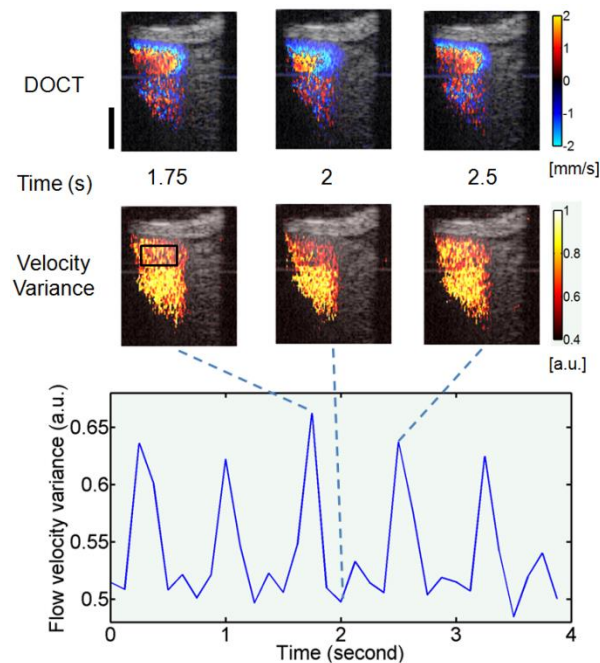 DOCT
2
1
0
-1
-2
[mm/s]
Time (s)
1.75
2
2.5
Velocity
Variance
1
0.8
0.6
0.4
[a.u.]
Flow velocity variance (a.u.)
0.65
0.6
0.55
0.5
0
1
2
3
4
Time (second)